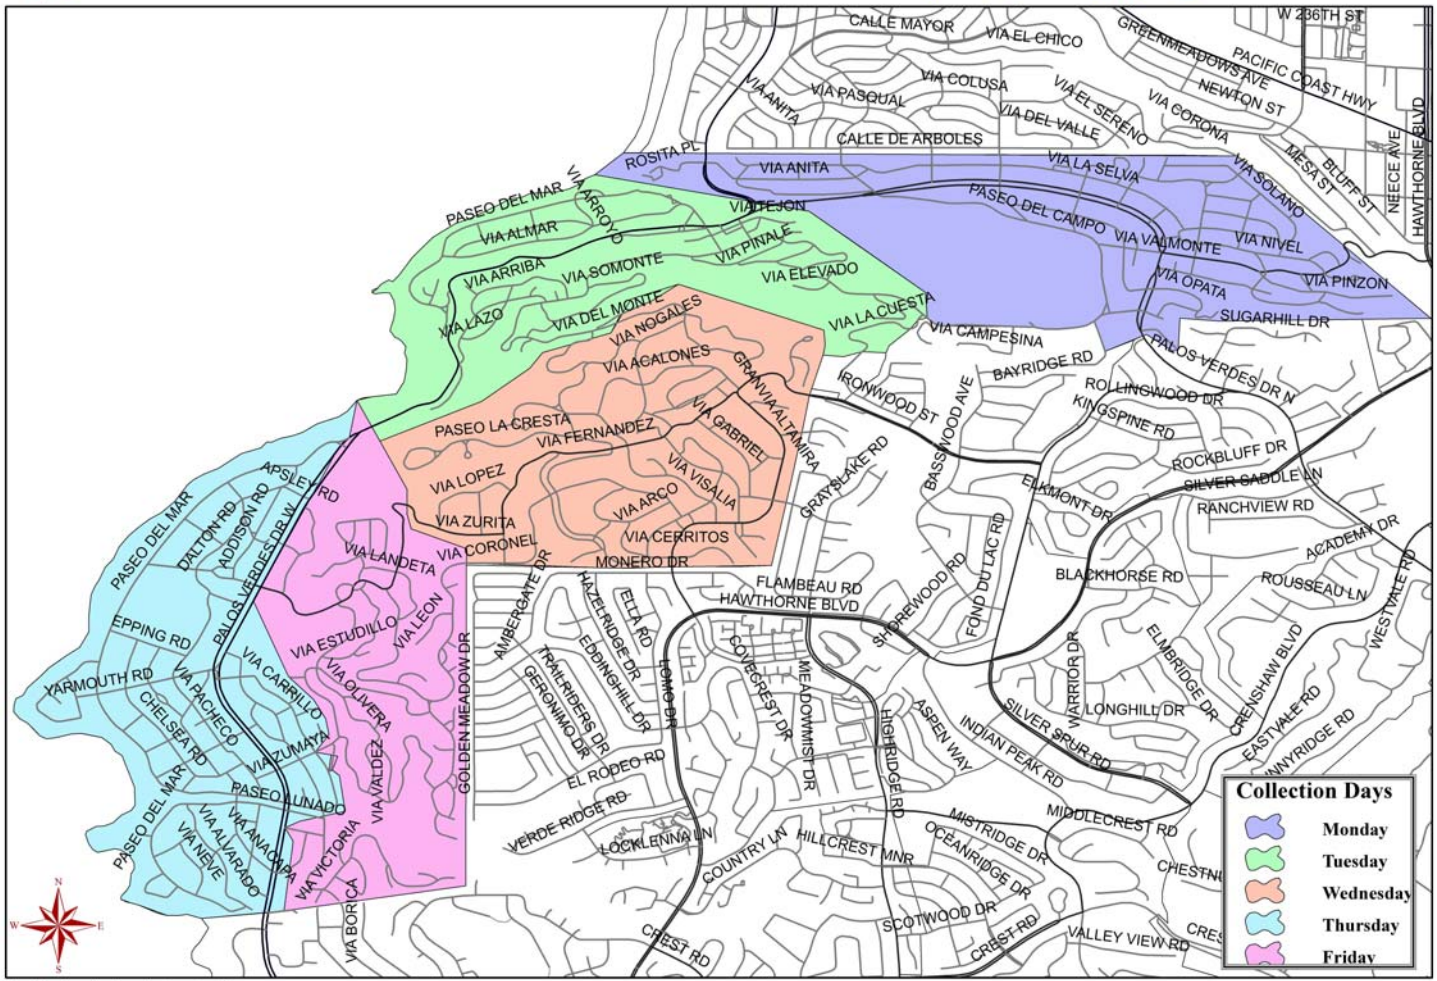 CALLE MAYOR
VIA EL CHICO
W 236TH ST
GREENMEADOWS AVE
PACIFIC COAST HWY
VIA COLUSA
VIA PASQUAL
VIA ANITA
VIA EL SERENO
NEWTON ST
VIA CORONA
VIA DEL VALLE
CALLE DE ARBOLES
HAWTHORNE BLVD
NEECE AVE
MESA ST
BLUFF ST
ROSITA PL
VIA ANITA
VIA LA SELVA
VIA SOLANO
PASEO DEL MAR
VIA ARROYO
VIA TEJON
PASEO DEL CAMPO
VIA ALMAR
VIA VALMONTE
VIA NIVEL
VIA PINALE
VIA ARRIBA
VIA SOMONTE
VIA ELEVADO
VIA OPATA
VIA PINZON
VIA LAZO
VIA DEL MONTE
VIA NOGALES
VIA LA CUESTA
VIA CAMPESINA
SUGARHILL DR
VIA ACALONES
GRANVIA ALTAMIRA
BAYRIDGE RD
PALOS VERDES DR N
IRONWOOD ST
BASSWOOD AVE
ROLLINGWOOD DR
KINGSPINE RD
PASEO LA CRESTA
VIA FERNANDEZ
VIA GABRIEL
GRAYSLAKE RD
ROCKBLUFF DR
SILVER SADDLE LN
RANCHVIEW RD
ACADEMY DR
APSLEY RD
VIA LOPEZ
VIA VISALIA
VIA ARCO
ELKMONT DR
PASEO DEL MAR
DALTON RD
ADDISON RD
PALOS VERDES DR W
VIA ZURITA
VIA CORONEL
VIA CERRITOS
MONERO DR
VIA LANDETA
FOND DU LAC RD
SHOREWOOD RD
BLACKHORSE RD
ROUSSEAU LN
WESTVALE RD
FLAMBEAU RD
HAWTHORNE BLVD
AMBERGATE DR
HAZELRIDGE DR
ELLA RD
EDDINGHILL DR
EPPING RD
VIA ESTUDILLO
VIA LEON
GOLDEN MEADOW DR
TRAILRIDERS DR
GERONIMO DR
LOMO DR
COVECREST DR
MEADOWMIST DR
HIGHRIDGE RD
ASPEN WAY
WARRIOR DR
ELMBRIDGE DR
CRENSHAW BLVD
YARMOUTH RD
VIA PACHECO
VIA CARRILLO
VIA OLIVERA
CHELSEA RD
VIA ZUMAYA
VIA VALDEZ
INDIAN PEAK RD
SILVER SPUR RD
LONGHILL DR
EASTVALE RD
NNYRIDGE RD
EL RODEO RD
PASEO DEL MAR
PASEO LUNADO
VERDE RIDGE RD
LOCKLENNA LN
COUNTRY LN
HILLCREST MNR
MISTRIDGE DR
OCEANRIDGE DR
MIDDLECREST RD
VIA NEVE
VIA ALVARADO
VIA ANACAPA
VIA VICTORIA
VIA BORICA
CHESTN
SCOTWOOD DR
CREST RD
CREST RD
VALLEY VIEW RD
CRES
Collection Days
Monday
Tuesday
Wednesday
Thursday
Friday
N
W
E
S